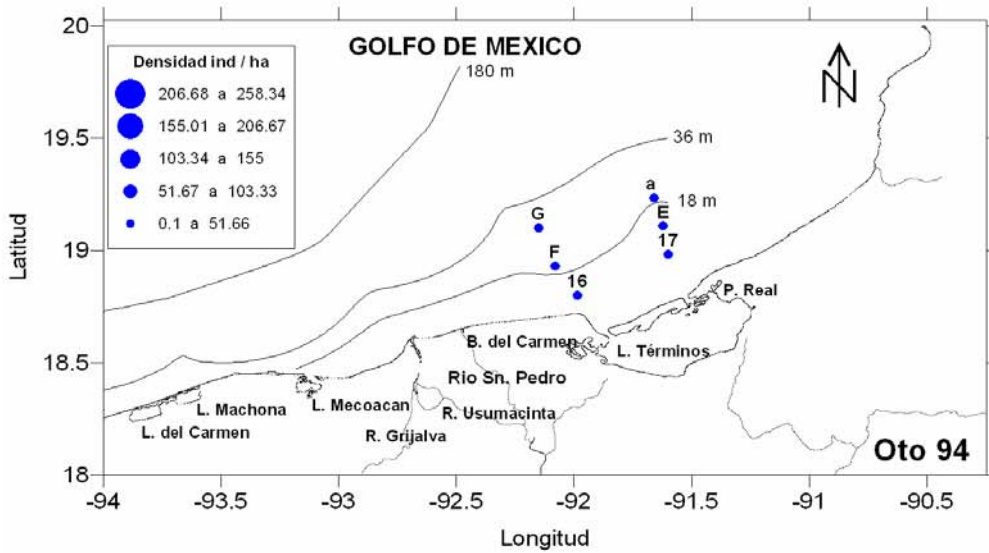 GOLFO DE MEXICO
Densidad ind / ha
206.68 a 258.34
155.01 a 206.67
103.34 a 155
51.67 a 103.33
0.1 a 51.66
180 m
N
36 m
18 m
a
G
E
F
17
16
P. Real
B. del Carmen
L. Términos
Rio Sn. Pedro
L. Machona
L. Mecoacan
R. Usumacinta
L. del Carmen
R. Grijalva
Oto 94
Latitud
20
19.5
19
18.5
18
-94
-93.5
-93
-92.5
-92
-91.5
-91
-90.5
Longitud